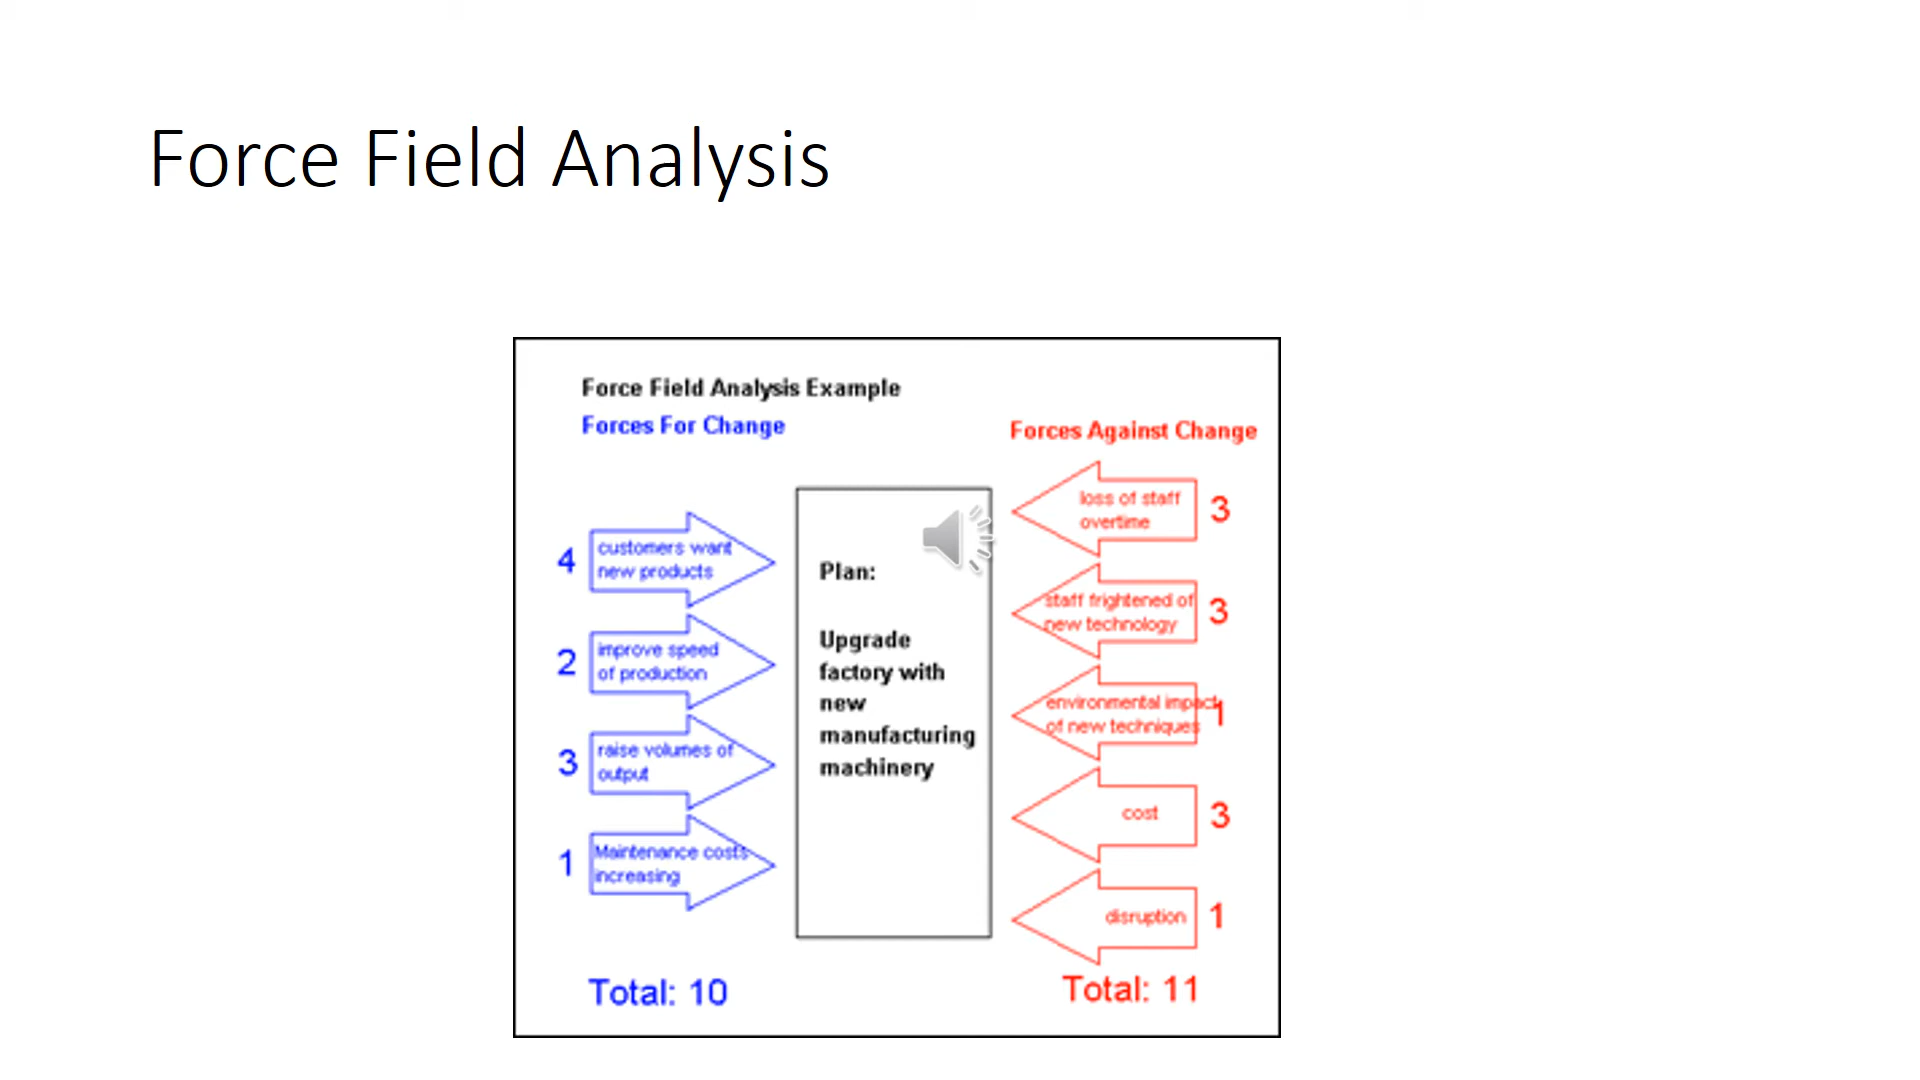 Force Field Analysis
Force Field Analysis Example
Forces For Change
4
customers want
new products
2
improve speed
of production
3
raise volumes of
output
1
Maintenance costs
increasing
Total: 10
Plan:
Upgrade
factory with
new
manufacturing
machinery
Forces Against Change
loss of staff
overtime
3
staff frightened of
new technology
3
environmental impact
of new techniques
1
cost
3
disruption
1
Total: 11